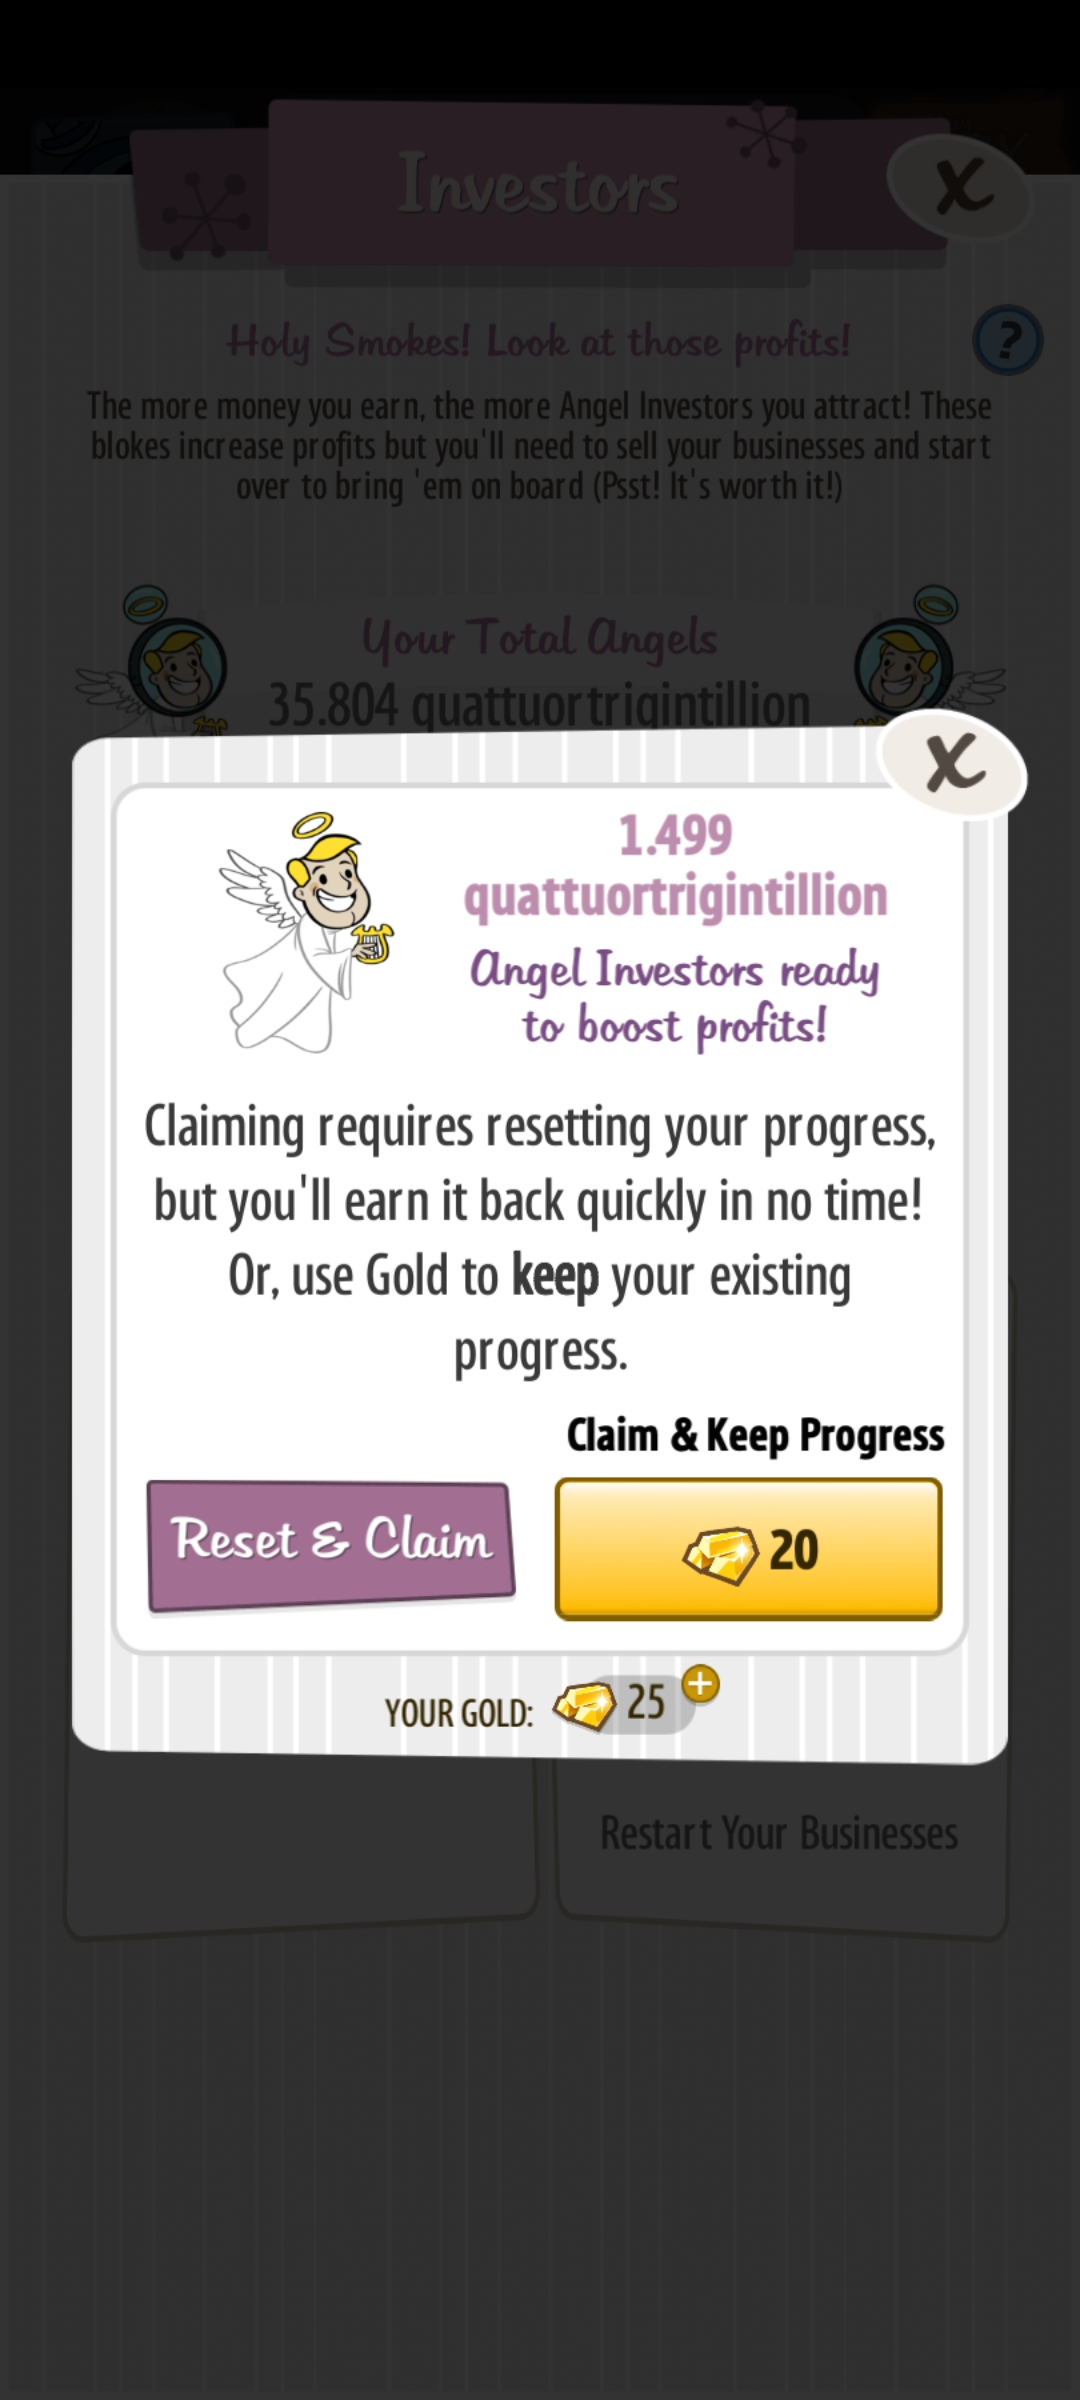 Investors
X
Holy Smokes! Look at those profits!
?
The more money you earn, the more Angel Investors you attract! These
blokes increase profits but you'll need to sell your businesses and start
over to bring 'em on board (Psst! It's worth it!)
Your Total Angels
35.804 quattuortrigintillion
X
1.499
quattuortrigintillion
Angel Investors ready
to boost profits!
Claiming requires resetting your progress,
but you'll earn it back quickly in no time!
Or, use Gold to keep your existing
progress.
Claim & Keep Progress
Reset & Claim
20
YOUR GOLD: 25 +
Restart Your Businesses